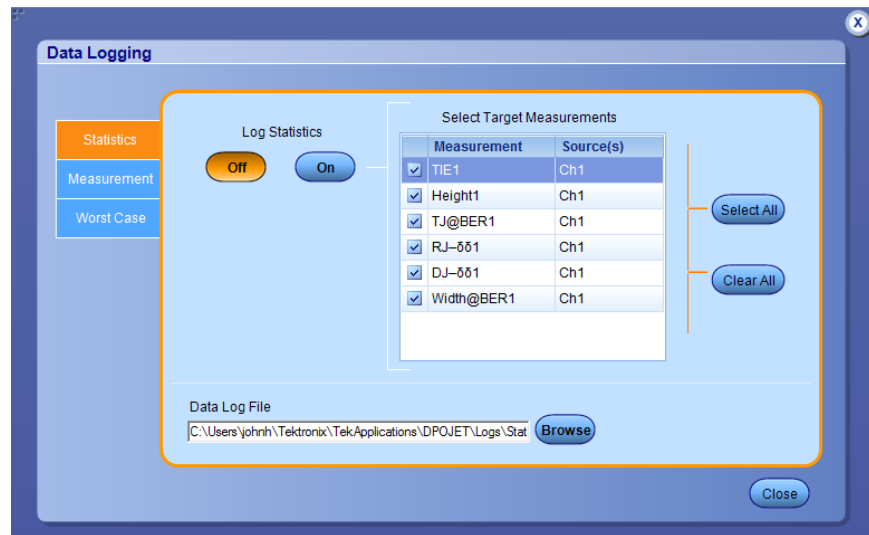 Data Logging
X
Statistics
Measurement
Worst Case
Log Statistics
Off
On
Select Target Measurements
Measurement Source(s)
TIE1 Ch1
Height1 Ch1
TJ@BER1 Ch1
RJ–δδ1 Ch1
DJ–δδ1 Ch1
Width@BER1 Ch1
Select All
Clear All
Data Log File
C:\Users\johnh\Tektronix\TekApplications\DPOJET\Logs\Stat
Browse
Close